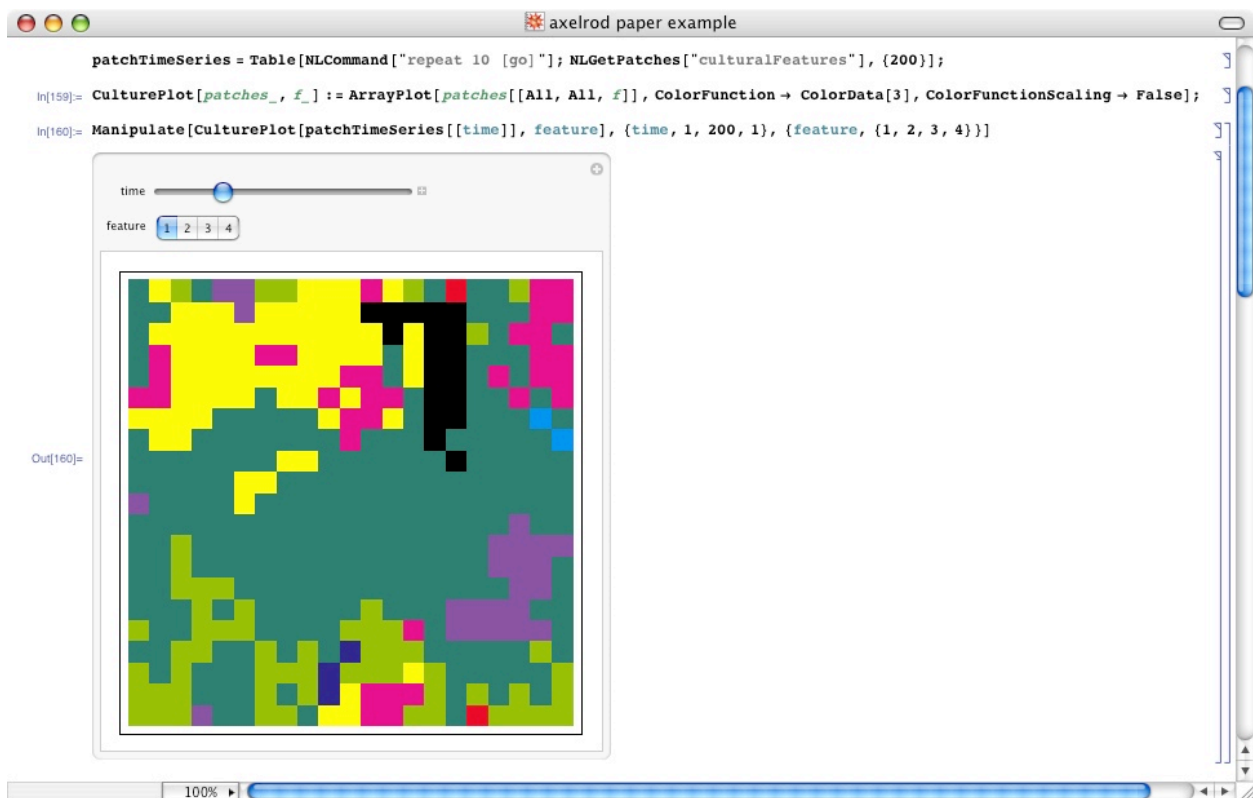 axelrod paper example
patchTimeSeries = Table[NLCommand["repeat 10 [go]"]; NLGetPatches["culturalFeatures"], {200}];
In[159]:= CulturePlot[patches_, f_] := ArrayPlot[patches[[All, All, f]], ColorFunction → ColorData[3], ColorFunctionScaling → False];
In[160]:= Manipulate[CulturePlot[patchTimeSeries[[time]], feature], {time, 1, 200, 1}, {feature, {1, 2, 3, 4}}]
time
feature 1 2 3 4
Out[160]=
100%